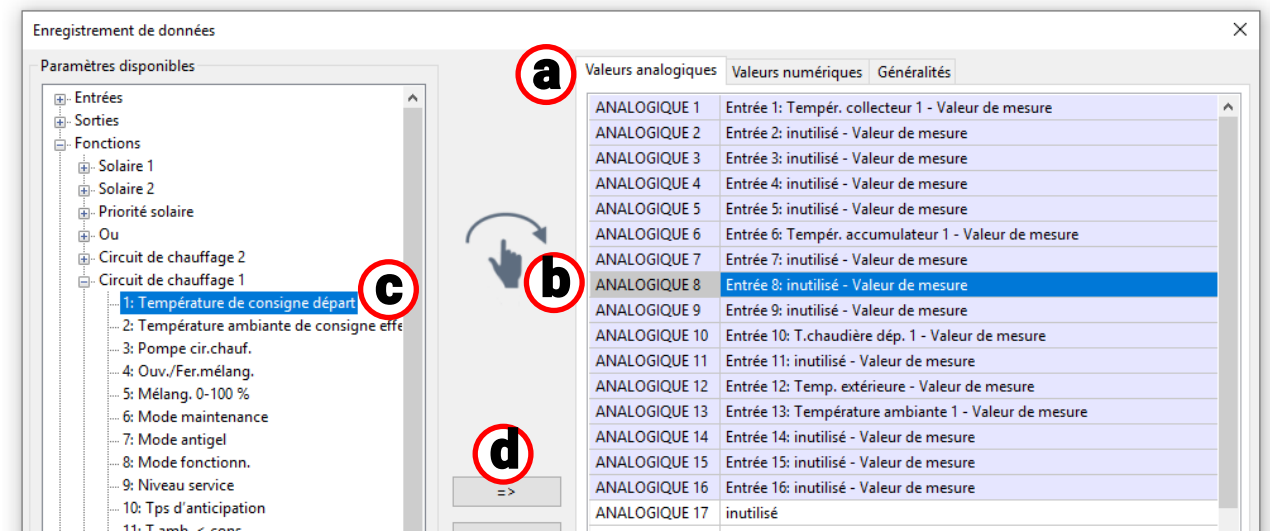 Enregistrement de données
Paramètres disponibles
Entrées
Sorties
Fonctions
Solaire 1
Solaire 2
Priorité solaire
Ou
Circuit de chauffage 2
Circuit de chauffage 1
1: Température de consigne départ
2: Température ambiante de consigne effe
3: Pompe cir.chauf.
4: Ouv./Fer.mélang.
5: Mélang. 0-100 %
6: Mode maintenance
7: Mode antigel
8: Mode fonctionn.
9: Niveau service
10: Tps d'anticipation
11: T.amb. < cons.
c
b
d
=>
a
Valeurs analogiques Valeurs numériques Généralités
ANALOGIQUE 1 Entrée 1: Tempér. collecteur 1 - Valeur de mesure
ANALOGIQUE 2 Entrée 2: inutilisé - Valeur de mesure
ANALOGIQUE 3 Entrée 3: inutilisé - Valeur de mesure
ANALOGIQUE 4 Entrée 4: inutilisé - Valeur de mesure
ANALOGIQUE 5 Entrée 5: inutilisé - Valeur de mesure
ANALOGIQUE 6 Entrée 6: Tempér. accumulateur 1 - Valeur de mesure
ANALOGIQUE 7 Entrée 7: inutilisé - Valeur de mesure
ANALOGIQUE 8 Entrée 8: inutilisé - Valeur de mesure
ANALOGIQUE 9 Entrée 9: inutilisé - Valeur de mesure
ANALOGIQUE 10 Entrée 10: T.chaudière dép. 1 - Valeur de mesure
ANALOGIQUE 11 Entrée 11: inutilisé - Valeur de mesure
ANALOGIQUE 12 Entrée 12: Temp. extérieure - Valeur de mesure
ANALOGIQUE 13 Entrée 13: Température ambiante 1 - Valeur de mesure
ANALOGIQUE 14 Entrée 14: inutilisé - Valeur de mesure
ANALOGIQUE 15 Entrée 15: inutilisé - Valeur de mesure
ANALOGIQUE 16 Entrée 16: inutilisé - Valeur de mesure
ANALOGIQUE 17 inutilisé